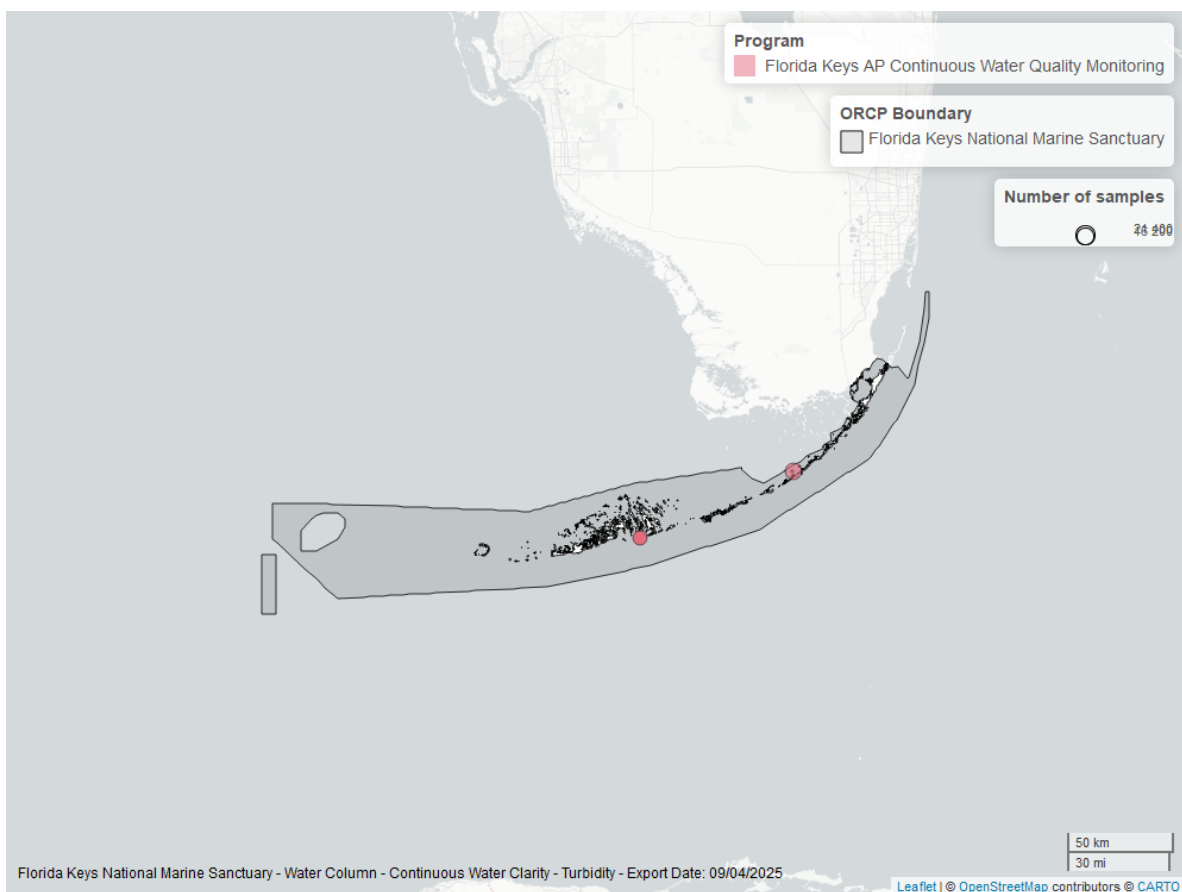 Program
Florida Keys AP Continuous Water Quality Monitoring
ORCP Boundary
Florida Keys National Marine Sanctuary
Number of samples
50 km
30 mi
Florida Keys National Marine Sanctuary - Water Column - Continuous Water Clarity - Turbidity - Export Date: 09/04/2025
Leaflet | © OpenStreetMap contributors © CARTO